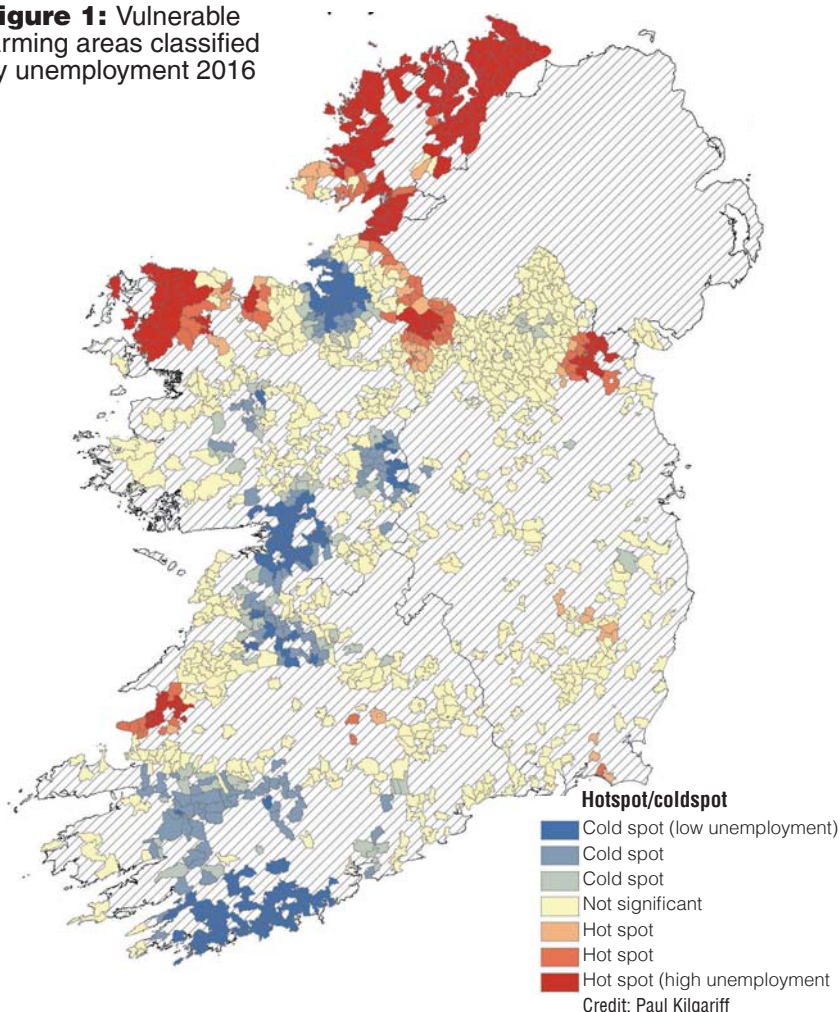 igure 1: Vulnerable
arming areas classified
y unemployment 2016
Hotspot/coldspot
Cold spot (low unemployment)
Cold spot
Cold spot
Not significant
Hot spot
Hot spot
Hot spot (high unemployment
Credit: Paul Kilgariff